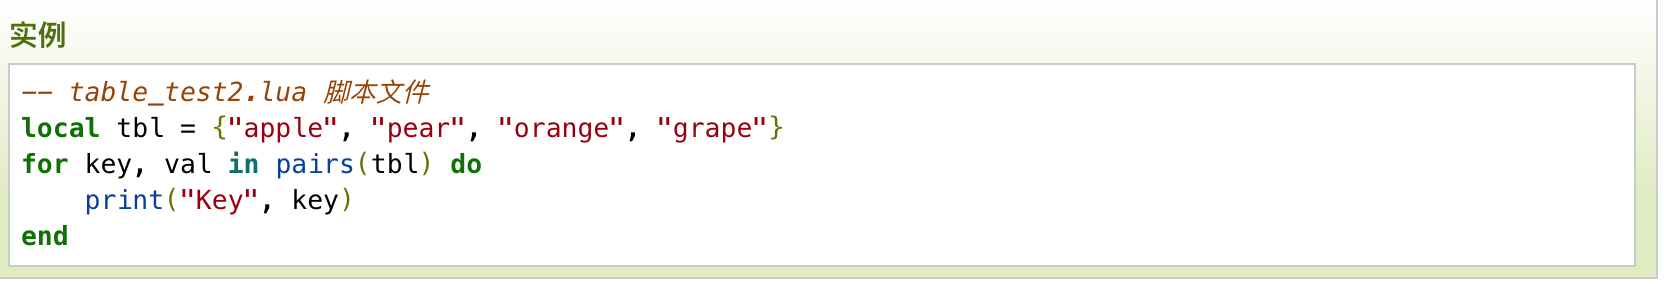 实例
-- table_test2.lua 脚本文件
local tbl = {"apple", "pear", "orange", "grape"}
for key, val in pairs(tbl) do
    print("Key", key)
end